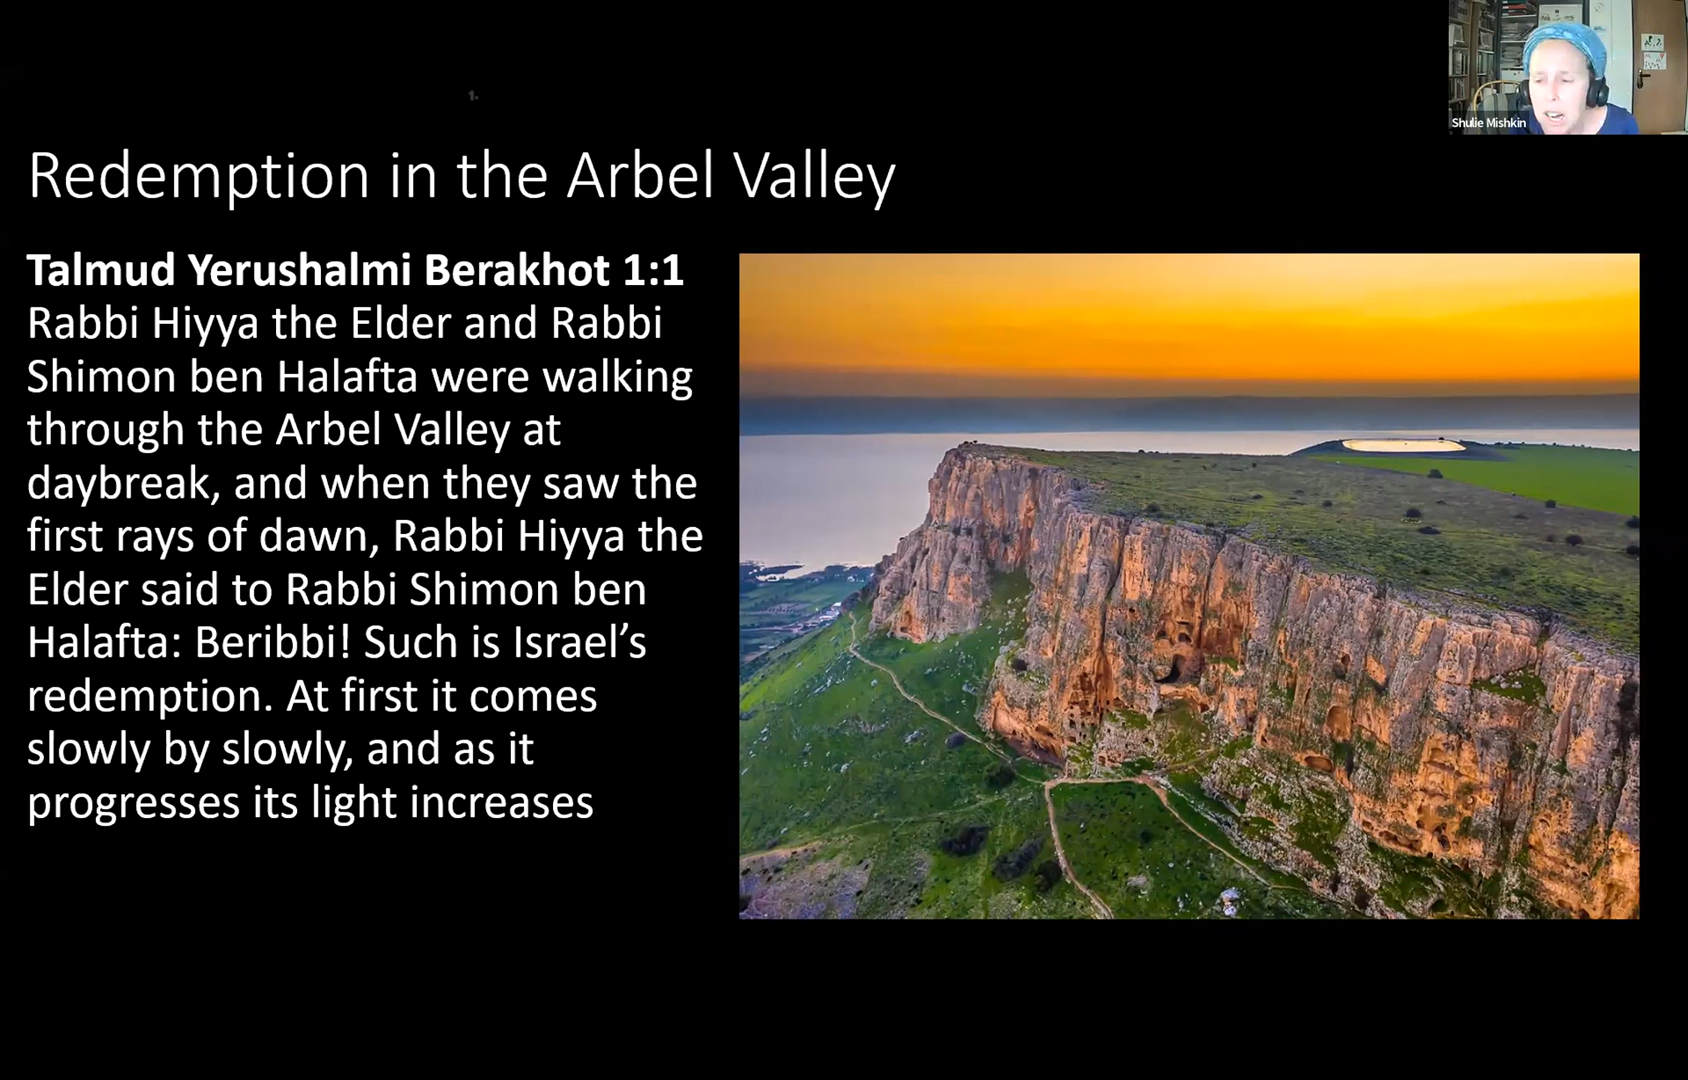 Shulie Mishkin
1.
Redemption in the Arbel Valley
Talmud Yerushalmi Berakhot 1:1
Rabbi Hiyya the Elder and Rabbi
Shimon ben Halafta were walking
through the Arbel Valley at
daybreak, and when they saw the
first rays of dawn, Rabbi Hiyya the
Elder said to Rabbi Shimon ben
Halafta: Beribbi! Such is Israel’s
redemption. At first it comes
slowly by slowly, and as it
progresses its light increases